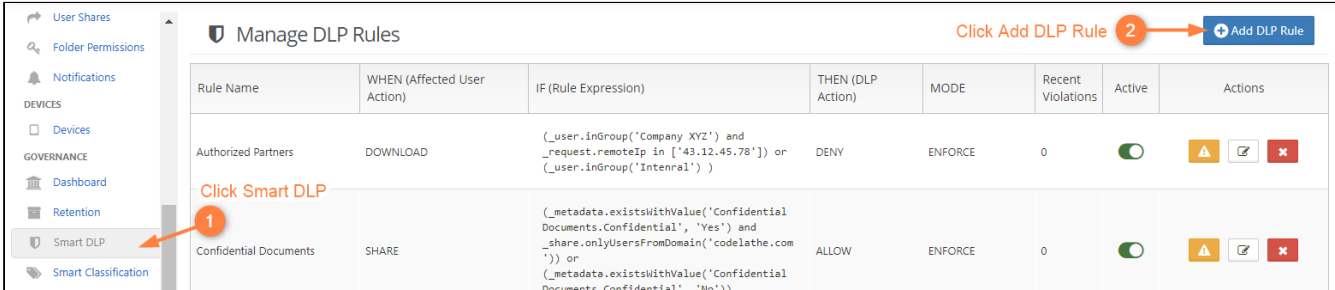 User Shares
Folder Permissions
Notifications
DEVICES
Devices
GOVERNANCE
Dashboard
Retention
Smart DLP
Smart Classification
Click Smart DLP
1
Manage DLP Rules
Click Add DLP Rule
2
Add DLP Rule
Rule Name
WHEN (Affected User
Action)
IF (Rule Expression)
THEN (DLP
Action)
MODE
Recent
Violations
Active
Actions
Authorized Partners
DOWNLOAD
(_user.inGroup('Company XYZ') and
_request.remoteIp in ['43.12.45.78']) or
(_user.inGroup('Intenral') )
DENY
ENFORCE
0
Confidential Documents
SHARE
(_metadata.existsWithValue('Confidential
Documents.Confidential', 'Yes') and
_share.onlyUsersFromDomain('codelathe.com
')) or
(_metadata.existsWithValue('Confidential
Documents.Confidential', 'No'))
ALLOW
ENFORCE
0